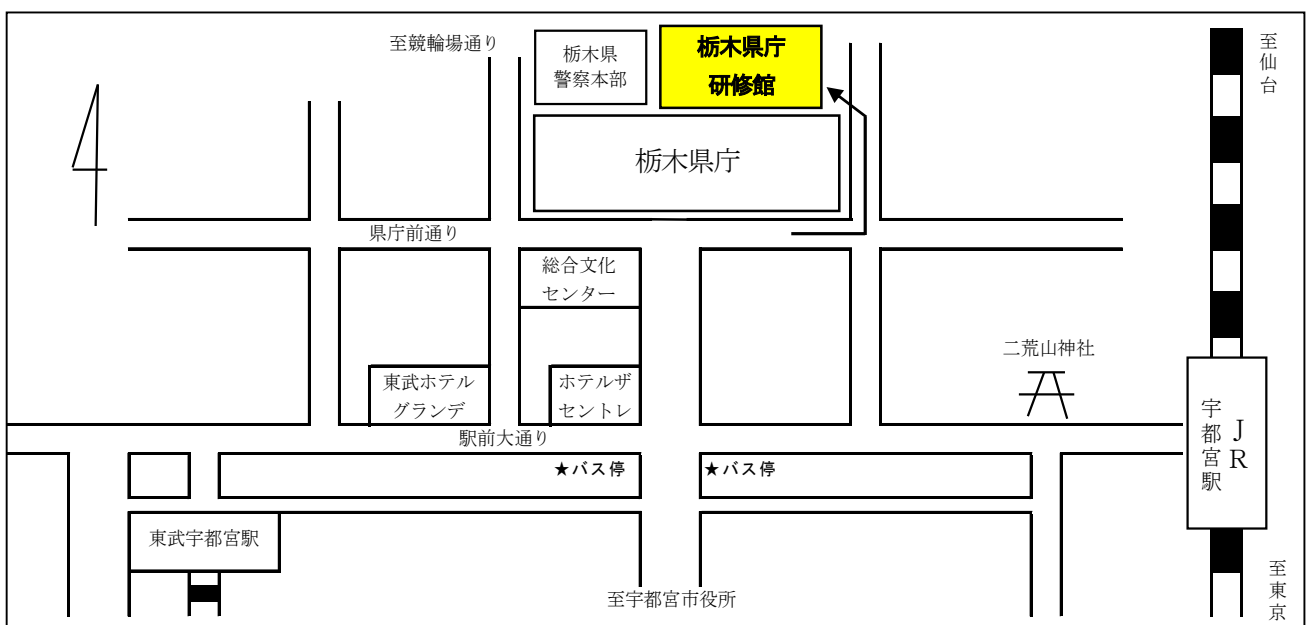 至競輪場通り
栃木県
警察本部
栃木県庁
研修館
至仙台
栃木県庁
県庁前通り
総合文化
センター
二荒山神社
東武ホテル
グランデ
ホテルザ
セントレ
JR
宇都宮駅
駅前大通り
★バス停
★バス停
東武宇都宮駅
至宇都宮市役所
至東京